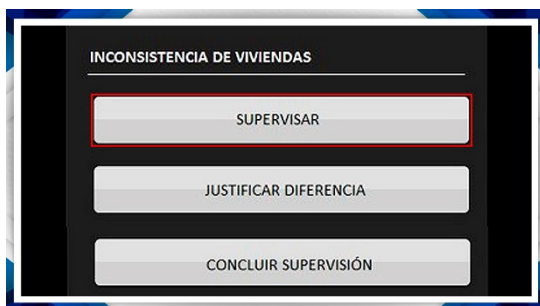 INCONSISTENCIA DE VIVIENDAS
SUPERVISAR
JUSTIFICAR DIFERENCIA
CONCLUIR SUPERVISIÓN